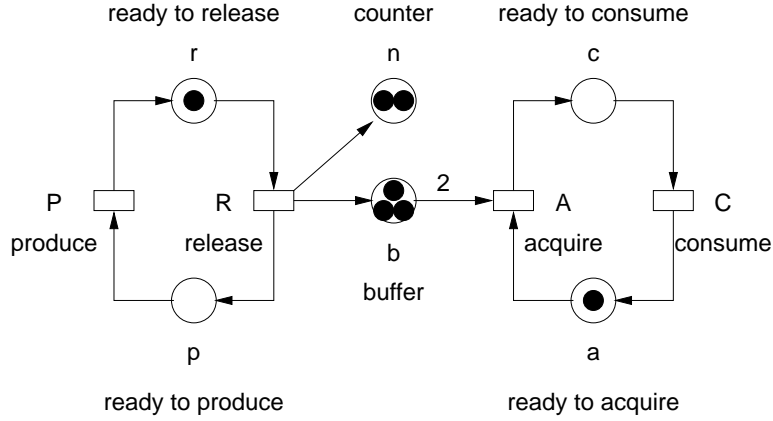 ready to release
counter
ready to consume
r
n
c
2
P
R
A
C
produce
release
acquire
consume
b
buffer
p
a
ready to produce
ready to acquire